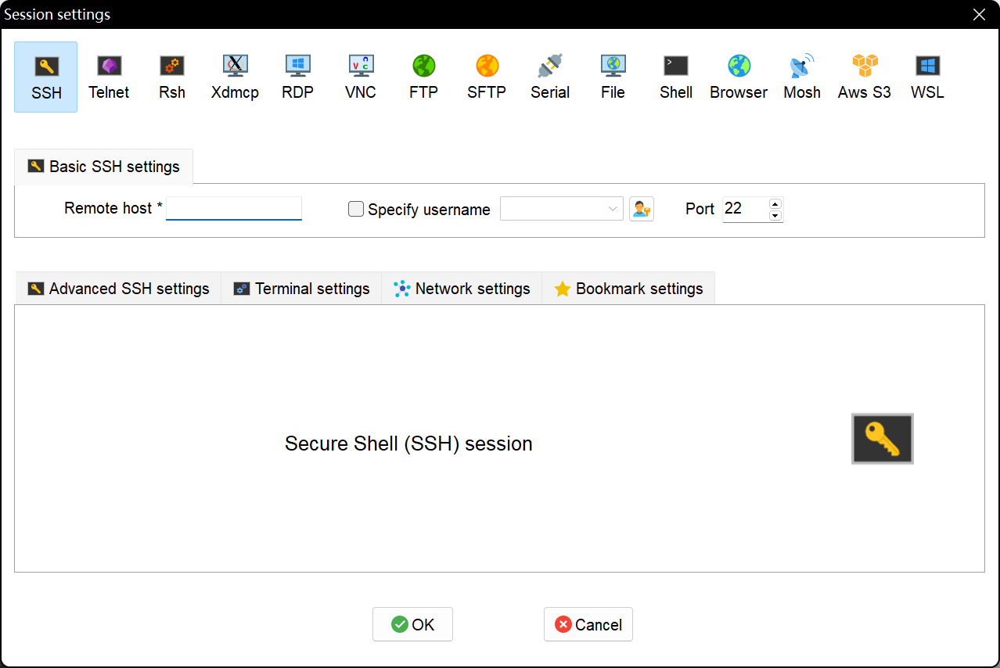 Session settings
SSH Telnet Rsh Xdmcp RDP VNC FTP SFTP Serial File Shell Browser Mosh Aws S3 WSL
Basic SSH settings
Remote host * Specify username Port 22
Advanced SSH settings Terminal settings Network settings Bookmark settings
Secure Shell (SSH) session
OK Cancel